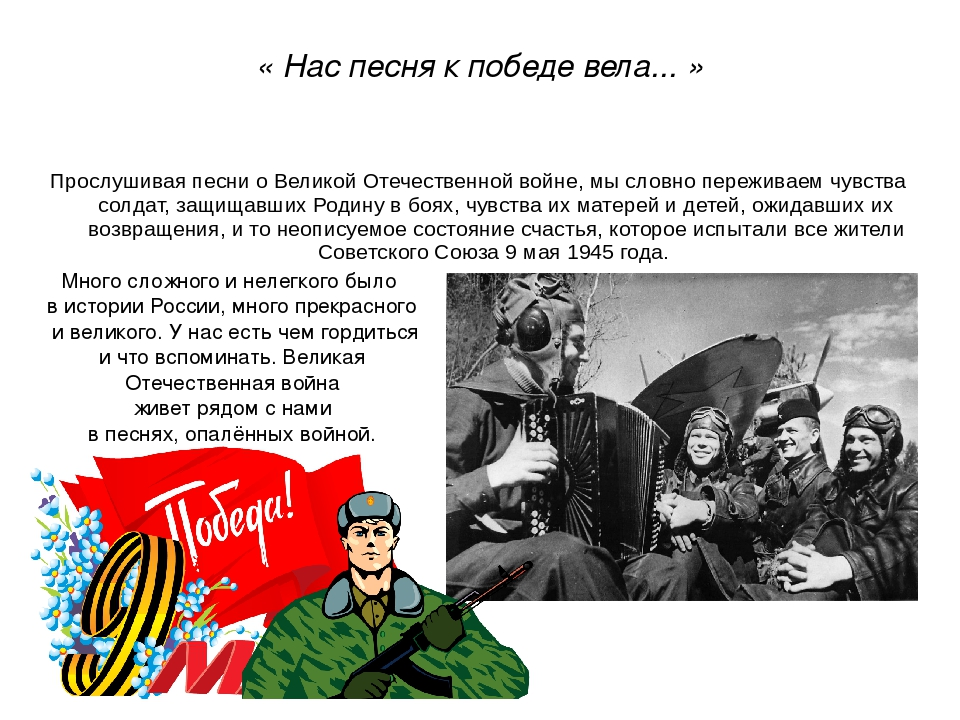 « Нас песня к победе вела... »
Прослушивая песни о Великой Отечественной войне, мы словно переживаем чувства
солдат, защищавших Родину в боях, чувства их матерей и детей, ожидавших их
возвращения, и то неописуемое состояние счастья, которое испытали все жители
Советского Союза 9 мая 1945 года.
Много сложного и нелегкого было
в истории России, много прекрасного
и великого. У нас есть чем гордиться
и что вспоминать. Великая
Отечественная война
живет рядом с нами
в песнях, опалённых войной.
Победа!
9
м